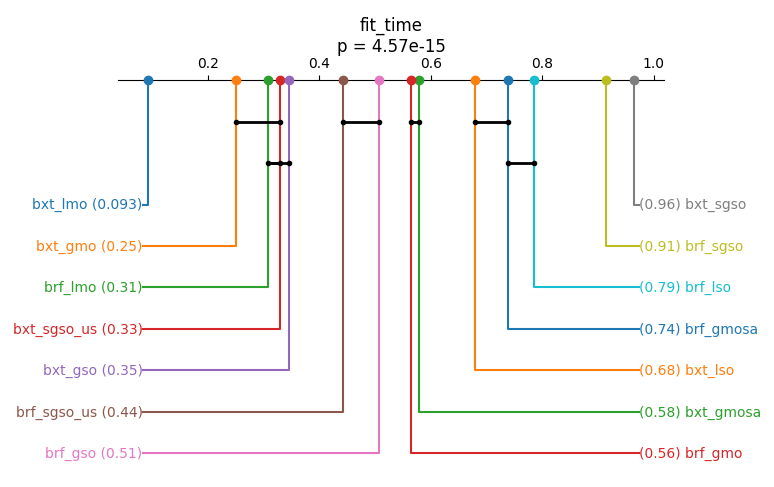 fit_time
p = 4.57e-15
0.2 0.4 0.6 0.8 1.0
bxt_lmo (0.093) (0.96) bxt_sgso
bxt_gmo (0.25) (0.91) brf_sgso
brf_lmo (0.31) (0.79) brf_lso
bxt_sgso_us (0.33) (0.74) brf_gmosa
bxt_gso (0.35) (0.68) bxt_lso
brf_sgso_us (0.44) (0.58) bxt_gmosa
brf_gso (0.51) (0.56) brf_gmo